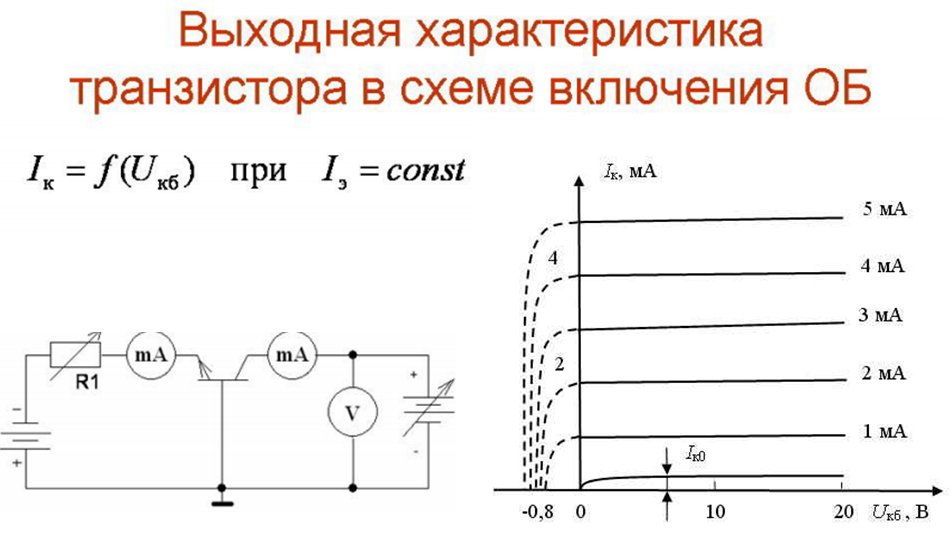 Выходная характеристика
транзистора в схеме включения ОБ
Iк = f(Uкб) при Iэ = const
Iк, мА
5 мА
4
4 мА
3 мА
2
2 мА
1 мА
Iк0
-0,8 0 10 20 Uкб , В
mA mA
R1
+
V
−
+
-